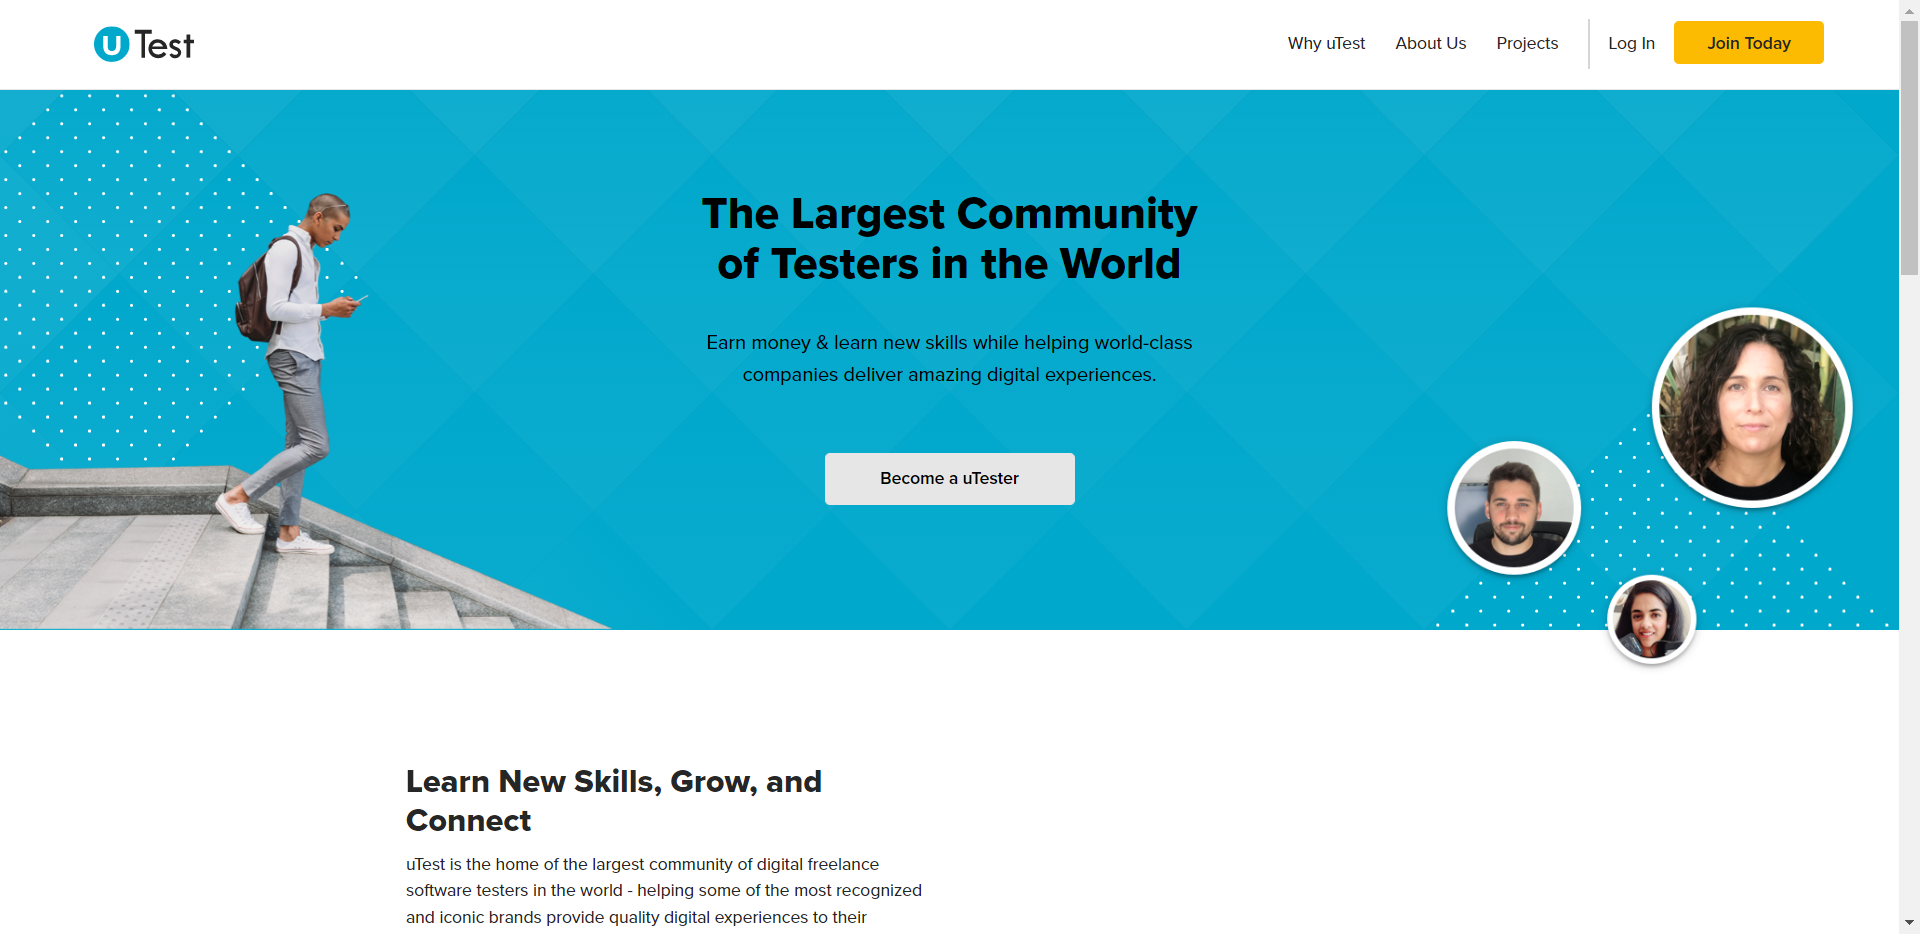 uTest
Why uTest
About Us
Projects
Log In
Join Today
The Largest Community
of Testers in the World
Earn money & learn new skills while helping world-class
companies deliver amazing digital experiences.
Become a uTester
Learn New Skills, Grow, and
Connect
uTest is the home of the largest community of digital freelance
software testers in the world - helping some of the most recognized
and iconic brands provide quality digital experiences to their